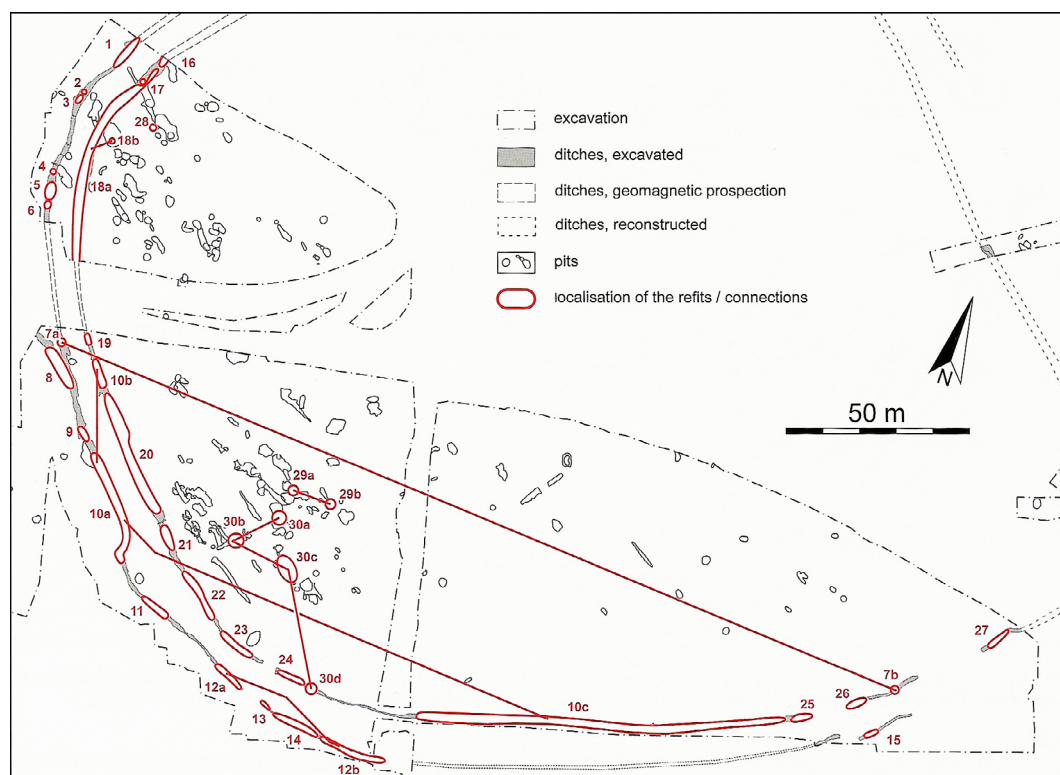 1
16
2
3
17
28
18b
4
5
18a
6
excavation
ditches, excavated
ditches, geomagnetic prospection
ditches, reconstructed
pits
localisation of the refits / connections
N
50 m
7a
19
8
10b
9
20
29a
29b
10a
30b
30a
21
30c
22
11
23
27
24
30d
7b
12a
10c
26
25
13
14
15
12b